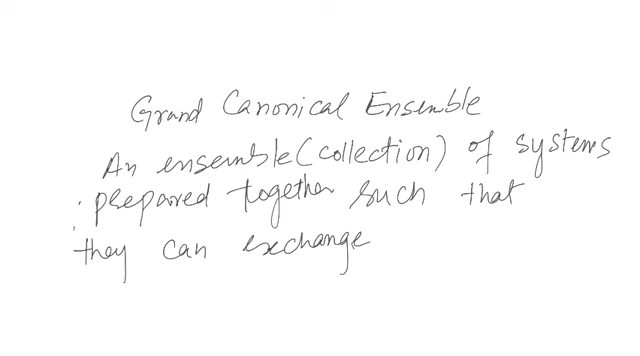 Grand Canonical Ensemble
An ensemble (collection) of systems
prepared together such that
they can exchange